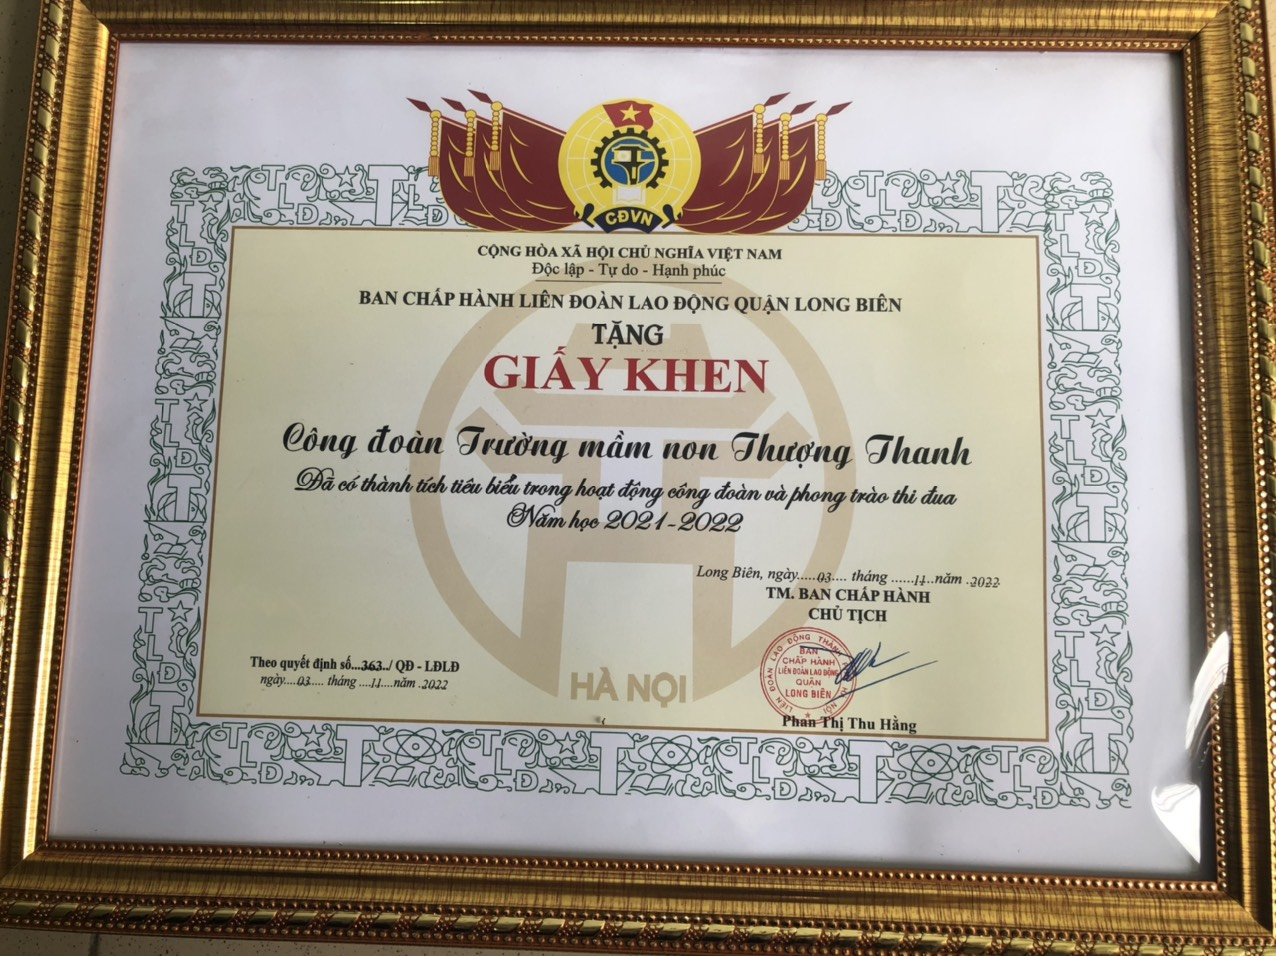 CĐVN
CỘNG HÒA XÃ HỘI CHỦ NGHĨA VIỆT NAM
Độc lập - Tự do - Hạnh phúc
BAN CHẤP HÀNH LIÊN ĐOÀN LAO ĐỘNG QUẬN LONG BIÊN
TẶNG
GIẤY KHEN
Công đoàn Trường mầm non Thượng Thanh
Đã có thành tích tiêu biểu trong hoạt động công đoàn và phong trào thi đua
Năm học 2021-2022
Long Biên, ngày......03.... tháng .......11..năm .2022
TM. BAN CHẤP HÀNH
CHỦ TỊCH
BAN
CHẤP HÀNH
LIÊN ĐOÀN LAO ĐỘNG
QUẬN
LONG BIÊN
Theo quyết định số....363../ QĐ - LĐLĐ
ngày.....03..... tháng .....11....năm .2022
Phan Thị Thu Hằng
HÀ NỘI